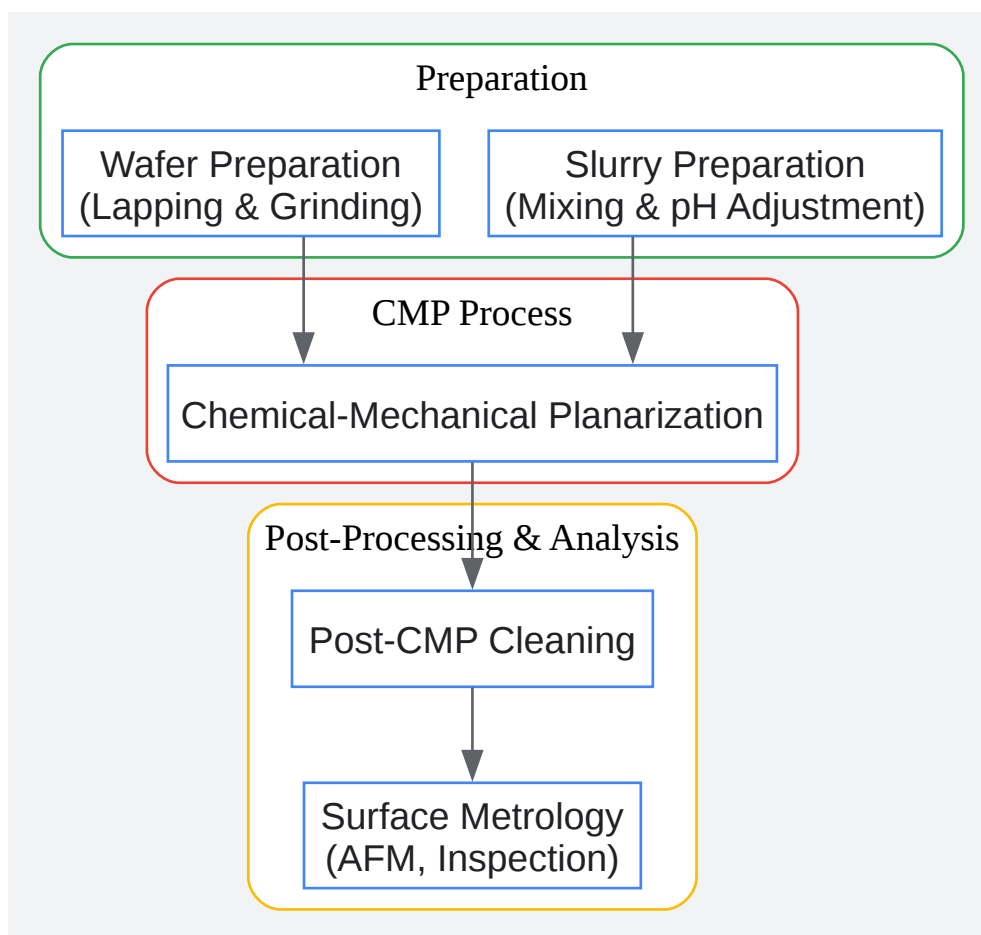 Preparation
Wafer Preparation
(Lapping & Grinding)
Slurry Preparation
(Mixing & pH Adjustment)
CMP Process
Chemical-Mechanical Planarization
Post-Processing & Analysis
Post-CMP Cleaning
Surface Metrology
(AFM, Inspection)